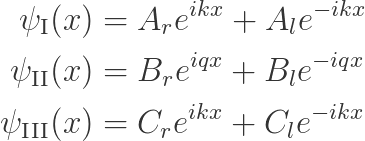 ψ_I(x) = A_r e^{ikx} + A_l e^{-ikx}
ψ_II(x) = B_r e^{iqx} + B_l e^{-iqx}
ψ_III(x) = C_r e^{ikx} + C_l e^{-ikx}